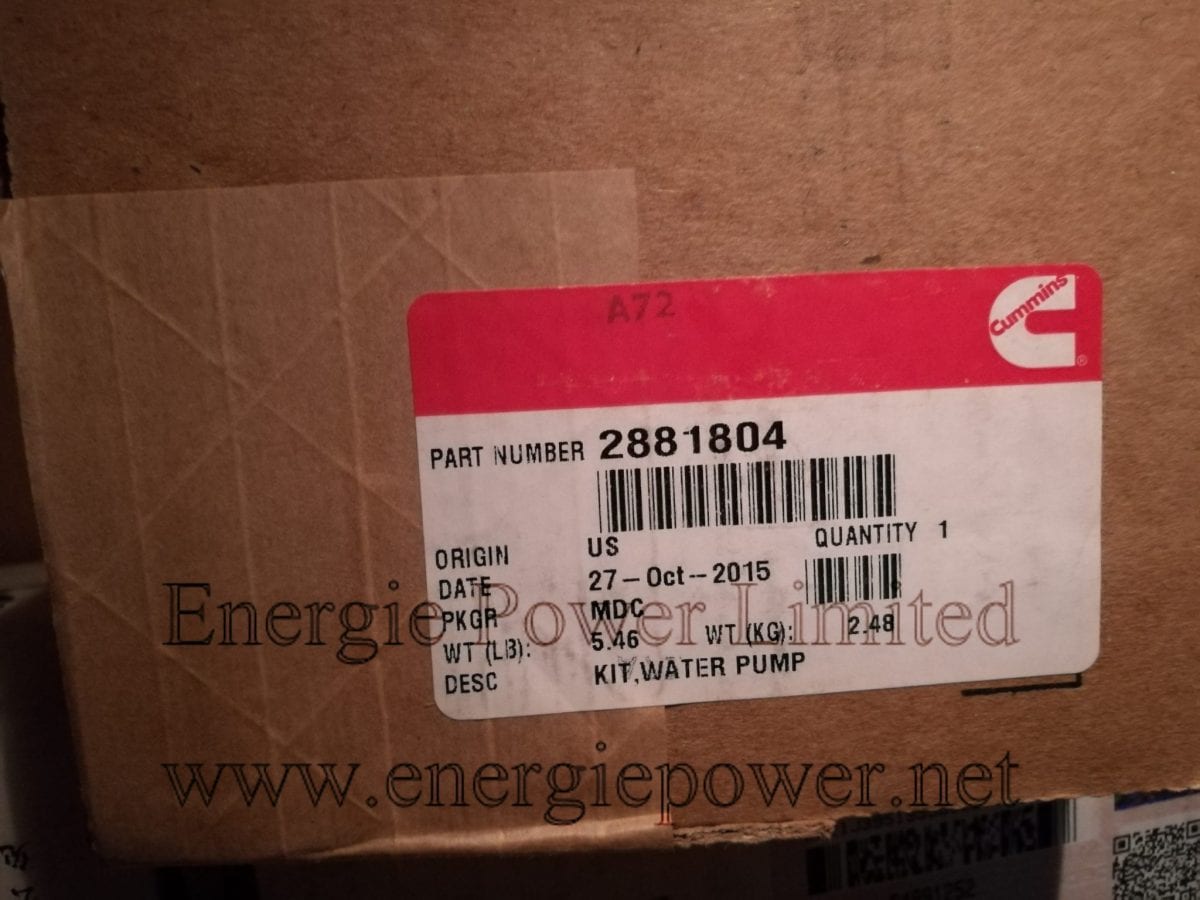 A72
Cummins
®
PART NUMBER 2881804
ORIGIN US QUANTITY 1
DATE 27-Oct--2015
PKGR MDC
WT (LB): 5.46 WT (KG): 2.48
DESC KIT,WATER PUMP
Energie Power Limited
www.energiepower.net